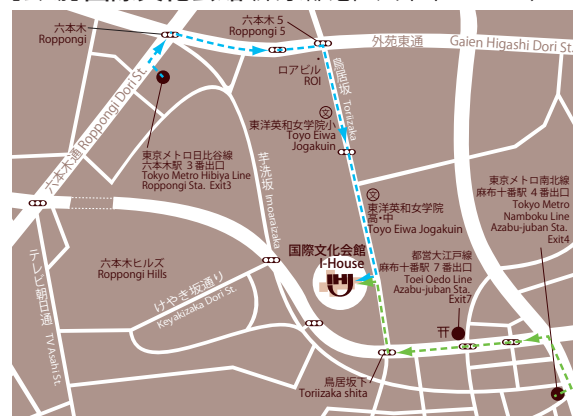 六本木
Roppongi
六本木5
Roppongi 5
外苑東通 Gaien Higashi Dori St.
ロアビル
ROI
鳥居坂 Toriizaka
六本木通 Roppongi Dori St.
東洋英和女学院小
Toyo Eiwa
Jogakuin
東京メトロ日比谷線
六本木駅 3番出口
Tokyo Metro Hibiya Line
Roppongi Sta. Exit3
芋洗坂 Imoaraizaka
東京メトロ南北線
麻布十番駅 4番出口
Tokyo Metro
Namboku Line
Azabu-juban Sta.
Exit4
文
文
東洋英和女学院
高・中
Toyo Eiwa Jogakuin
国際文化会館
I-House
六本木ヒルズ
Roppongi Hills
都営大江戸線
麻布十番駅 7番出口
Toei Oedo Line
Azabu-juban Sta.
Exit7
けやき坂通り
Keyakizaka Dori St.
テレビ朝日通 TV Asahi St.
鳥居坂下
Toriizaka shita